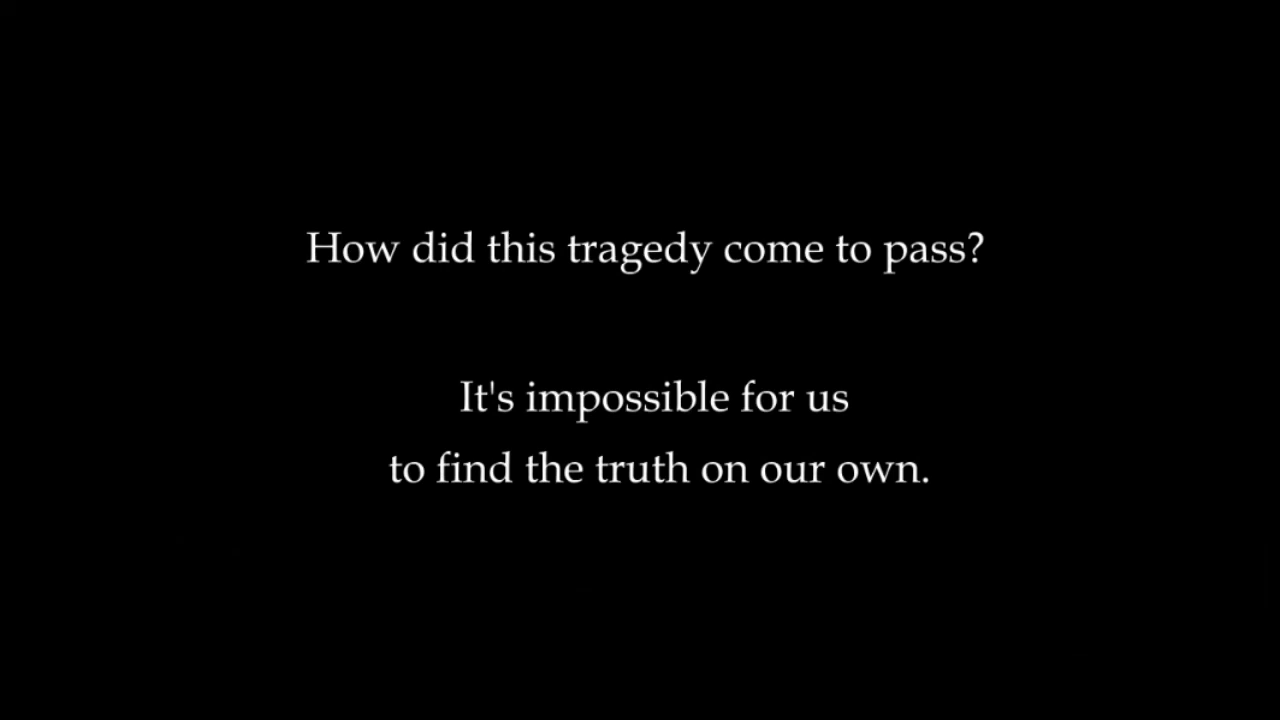 How did this tragedy come to pass?
It's impossible for us
to find the truth on our own.